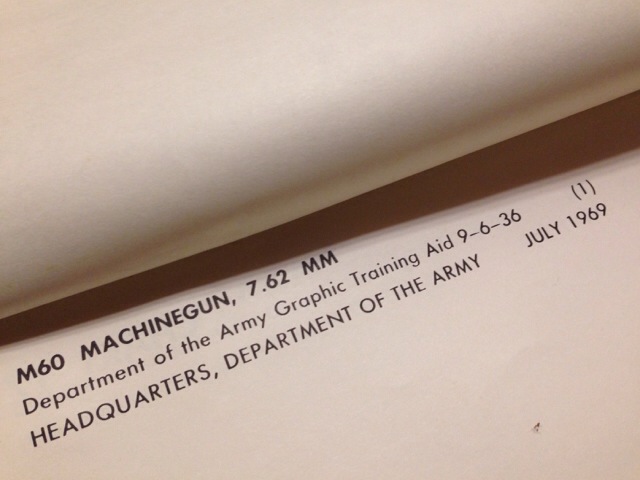 M60 MACHINEGUN, 7.62 MM
Department of the Army Graphic Training Aid 9-6-36 (1)
HEADQUARTERS, DEPARTMENT OF THE ARMY JULY 1969